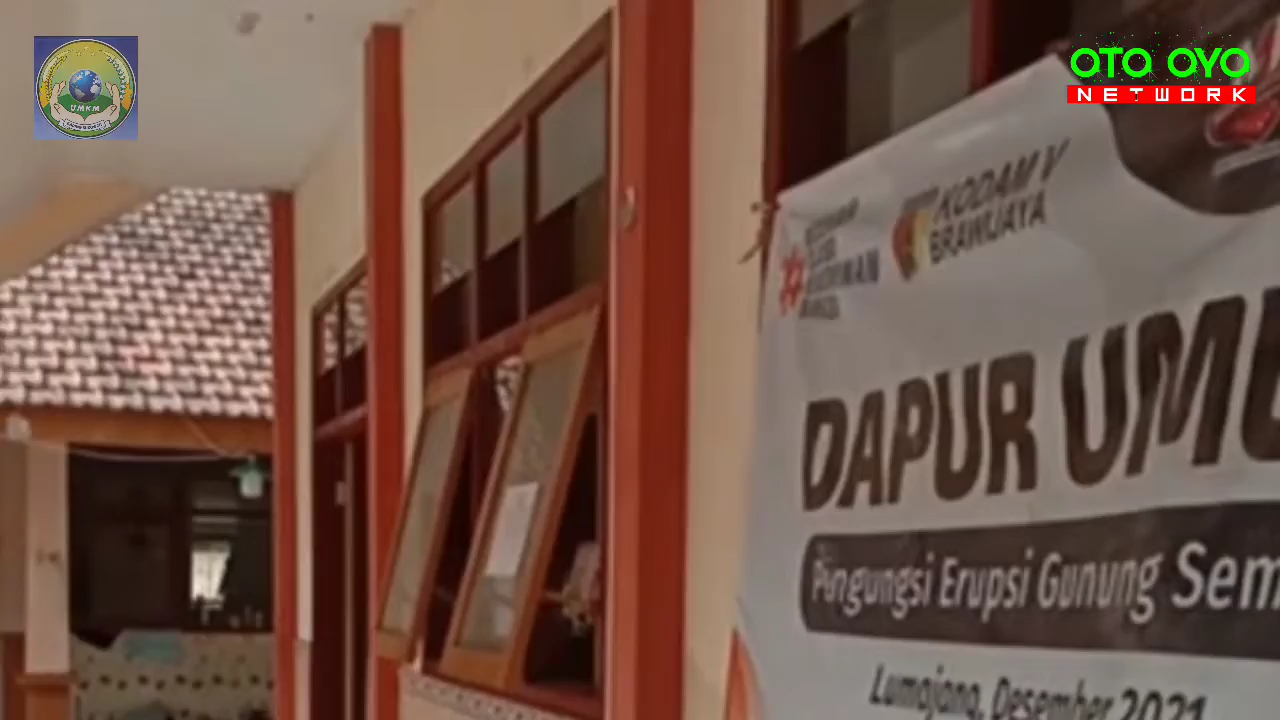 UMKM
OTO OYO
NETWORK
KODAM V
BRAWIJAYA
DAPUR UM
Pengungsi Erupsi Gunung Sem
Lumajang, Desember 2021